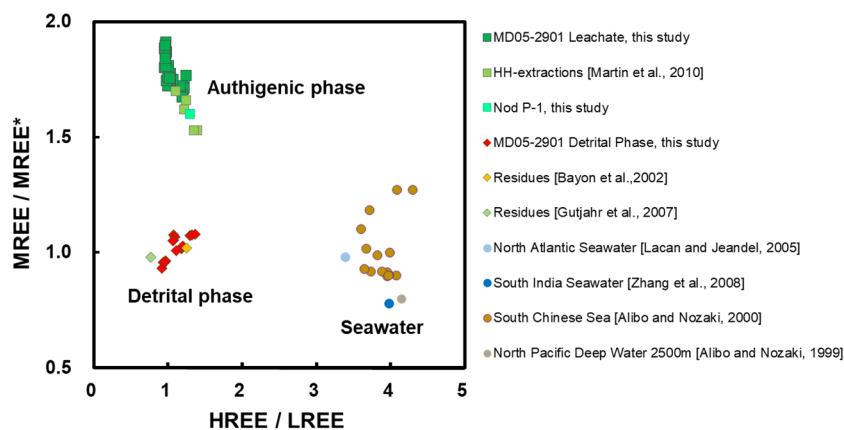 2.0
1.5
1.0
0.5
MREE / MREE*
0 1 2 3 4 5
HREE / LREE
Authigenic phase
Detrital phase
Seawater
MD05-2901 Leachate, this study
HH-extractions [Martin et al., 2010]
Nod P-1, this study
MD05-2901 Detrital Phase, this study
Residues [Bayon et al.,2002]
Residues [Gutjahr et al., 2007]
North Atlantic Seawater [Lacan and Jeandel, 2005]
South India Seawater [Zhang et al., 2008]
South Chinese Sea [Alibo and Nozaki, 2000]
North Pacific Deep Water 2500m [Alibo and Nozaki, 1999]